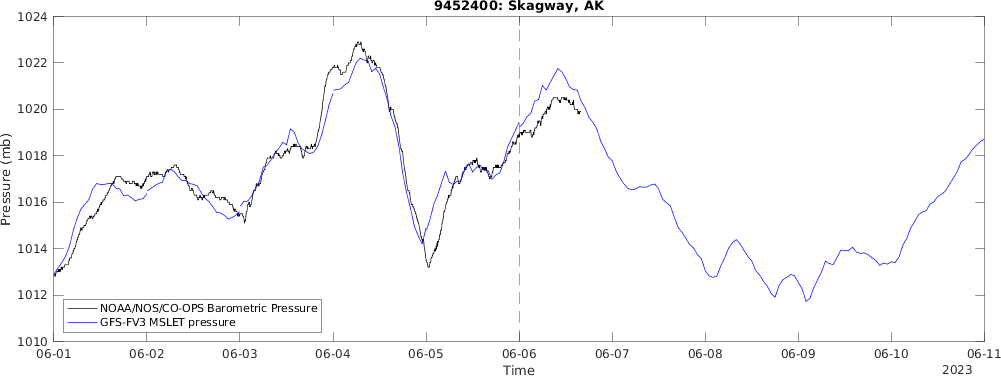 9452400: Skagway, AK
Pressure (mb)
1024
1022
1020
1018
1016
1014
1012
1010
NOAA/NOS/CO-OPS Barometric Pressure
GFS-FV3 MSLET pressure
06-01 06-02 06-03 06-04 06-05 06-06 06-07 06-08 06-09 06-10 06-11
Time
2023